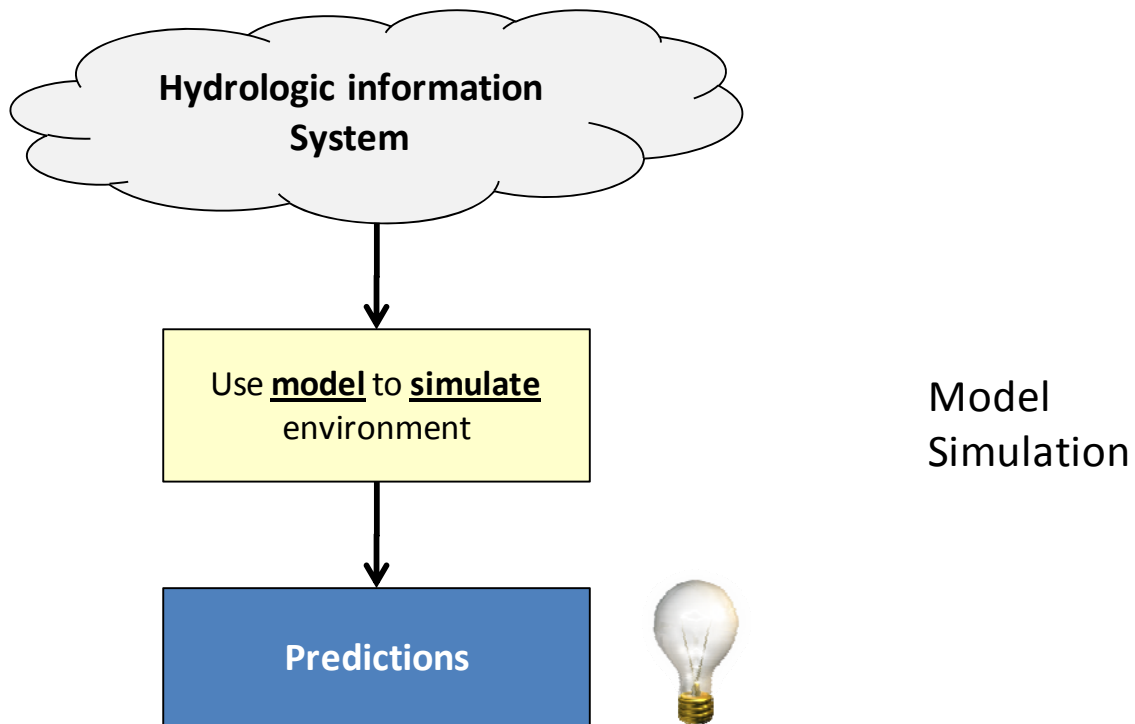 Hydrologic information
System
Use model to simulate
environment
Model
Simulation
Predictions